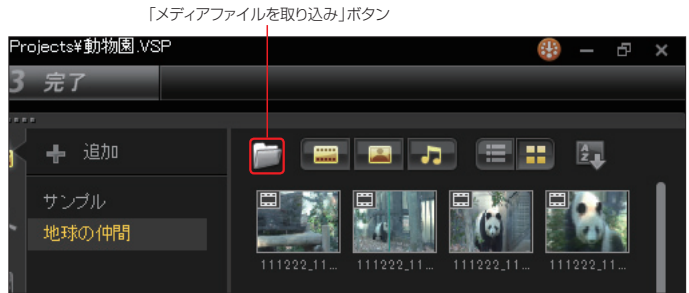 「メディアファイルを取り込み」ボタン
Projects¥動物園.VSP
3 完了
追加
サンプル
地球の仲間
111222_11...
111222_11...
111222_11...
111222_11...